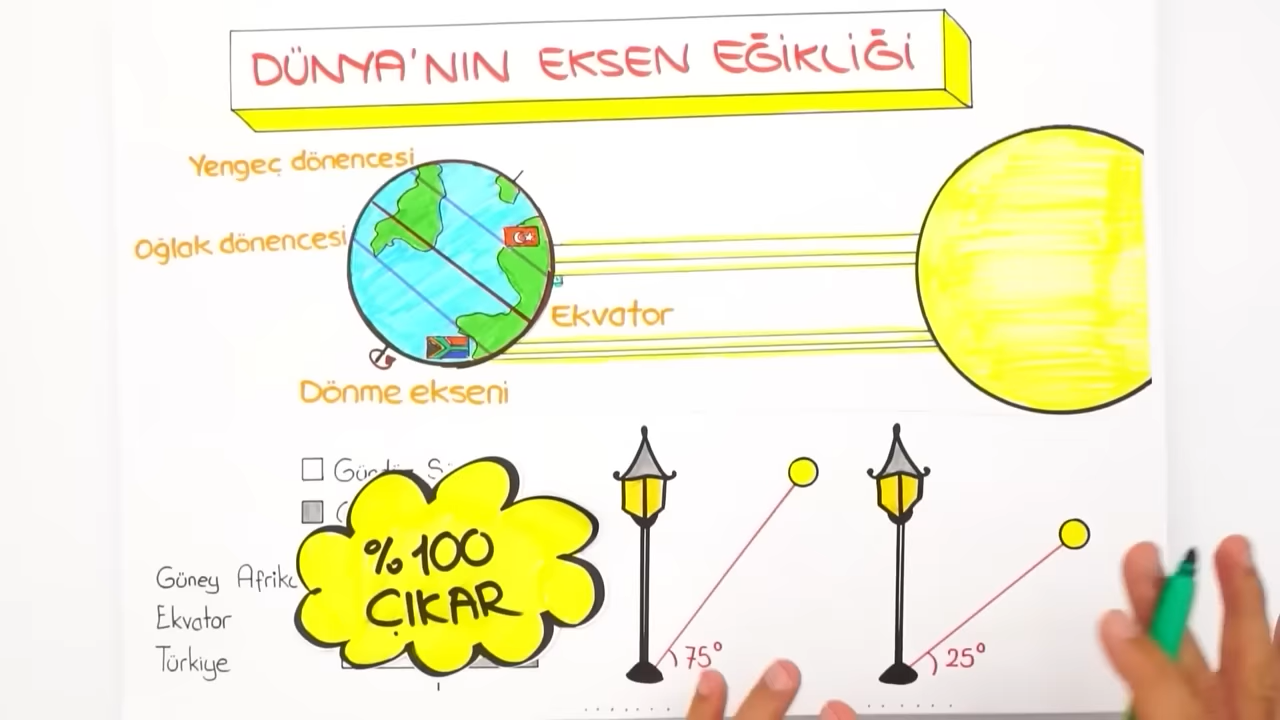 DÜNYA'NIN EKSEN EĞİKLİĞİ
Yengeç dönencesi
Oğlak dönencesi
Ekvator
Dönme ekseni
%100
ÇIKAR
Güney
Ekvator
Türkiye
75°
25°